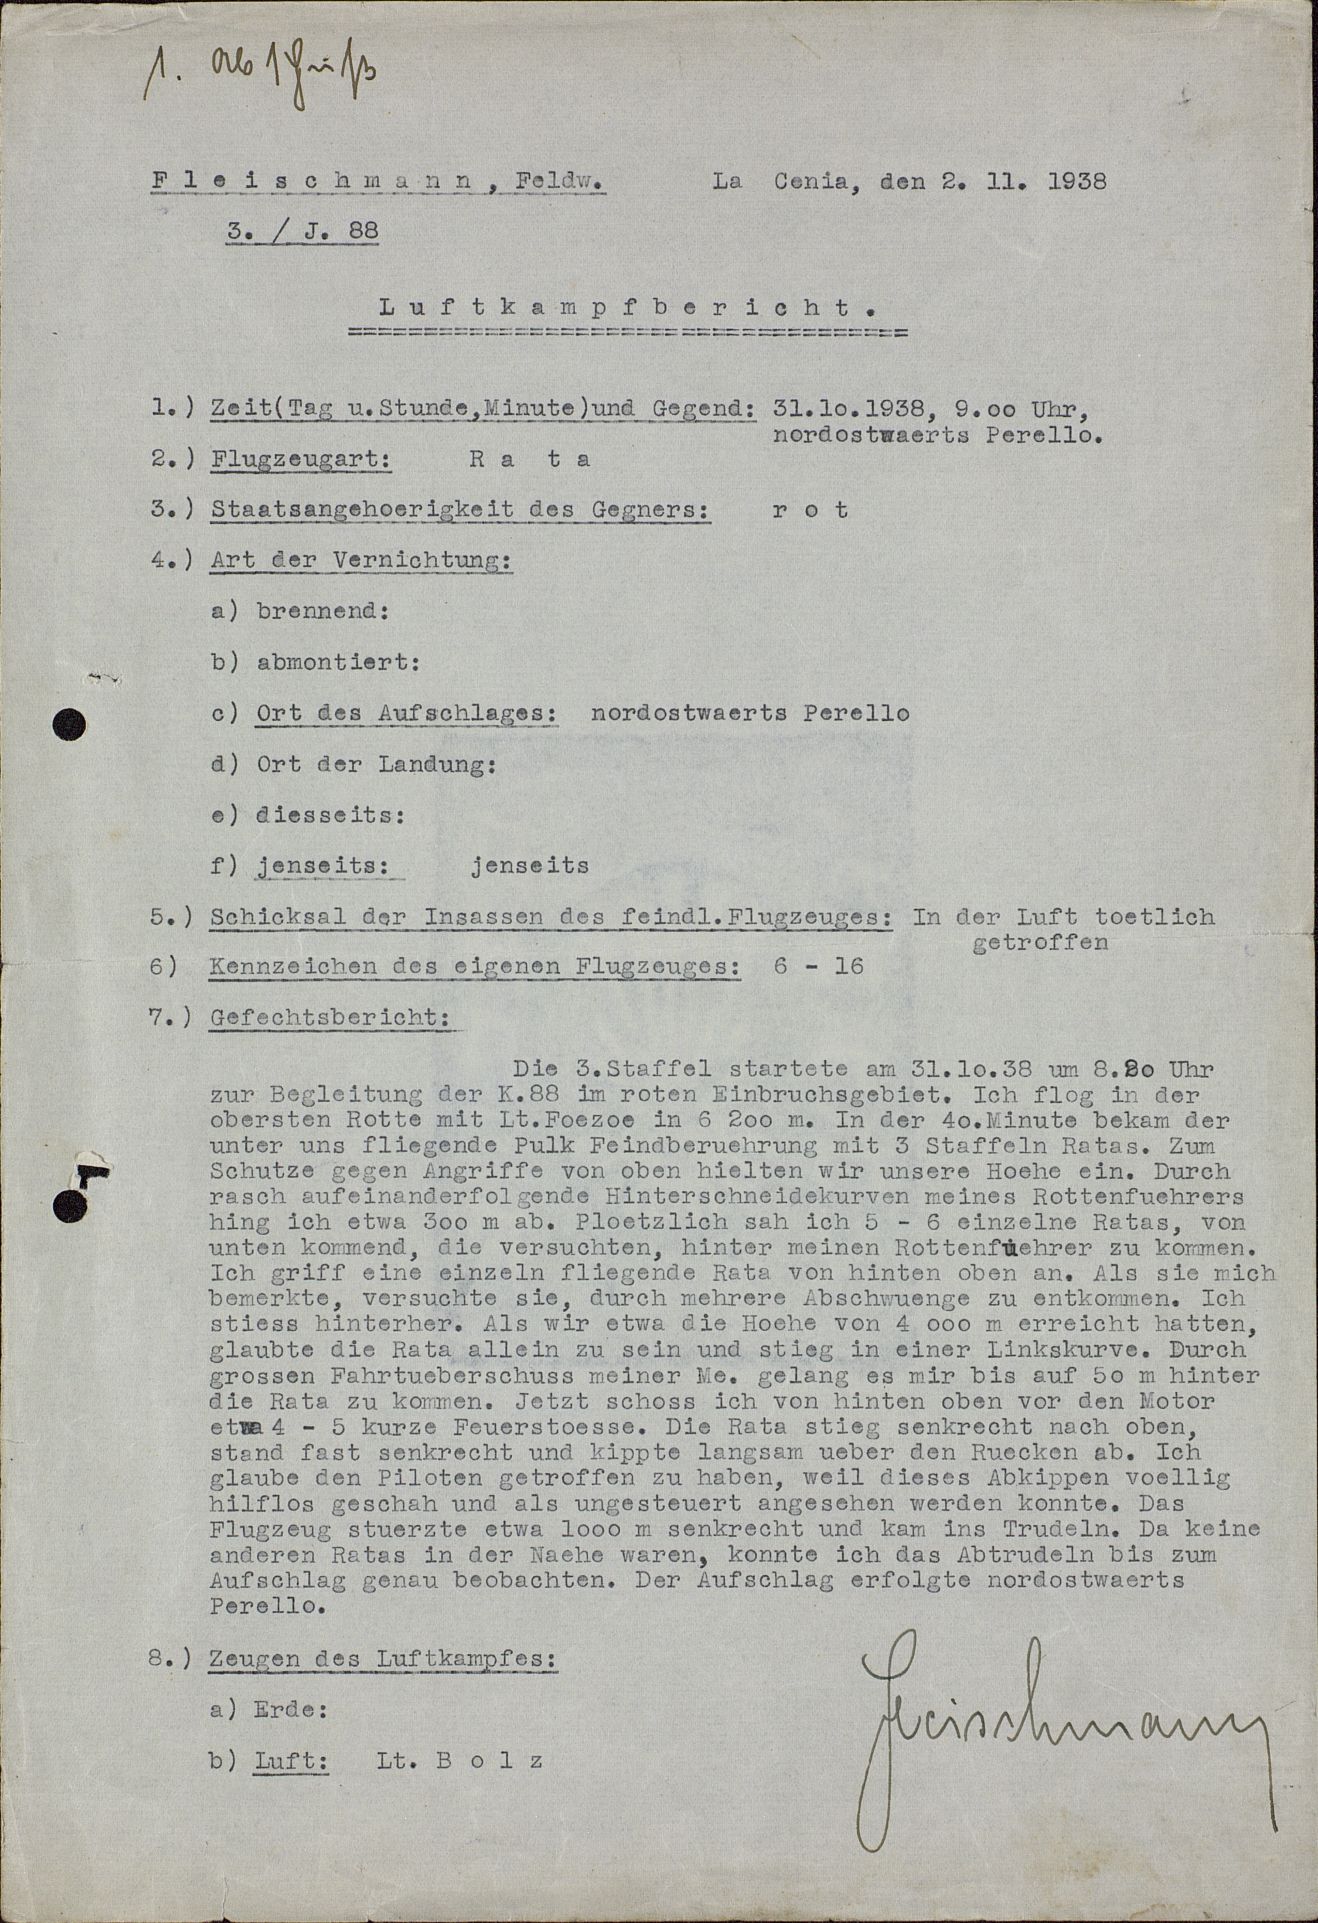 1. Abschuß
F l e i s c h m a n n , Feldw. La Cenia, den 2. 11. 1938
3. / J. 88
L u f t k a m p f b e r i c h t .
=====================================
1.) Zeit(Tag u.Stunde,Minute)und Gegend: 31.1o.1938, 9.oo Uhr,
nordostwaerts Perello.
2.) Flugzeugart: R a t a
3.) Staatsangehoerigkeit des Gegners: r o t
4.) Art der Vernichtung:
a) brennend:
b) abmontiert:
c) Ort des Aufschlages: nordostwaerts Perello
d) Ort der Landung:
e) diesseits:
f) jenseits: jenseits
5.) Schicksal der Insassen des feindl.Flugzeuges: In der Luft toetlich
getroffen
6) Kennzeichen des eigenen Flugzeuges: 6 - 16
7.) Gefechtsbericht:
Die 3.Staffel startete am 31.1o.38 um 8.2o Uhr
zur Begleitung der K.88 im roten Einbruchsgebiet. Ich flog in der
obersten Rotte mit Lt.Foezoe in 6 2oo m. In der 4o.Minute bekam der
unter uns fliegende Pulk Feindberuehrung mit 3 Staffeln Ratas. Zum
Schutze gegen Angriffe von oben hielten wir unsere Hoehe ein. Durch
rasch aufeinanderfolgende Hinterschneidekurven meines Rottenfuehrers
hing ich etwa 3oo m ab. Ploetzlich sah ich 5 - 6 einzelne Ratas, von
unten kommend, die versuchten, hinter meinen Rottenfuehrer zu kommen.
Ich griff eine einzeln fliegende Rata von hinten oben an. Als sie mich
bemerkte, versuchte sie, durch mehrere Abschwuenge zu entkommen. Ich
stiess hinterher. Als wir etwa die Hoehe von 4 ooo m erreicht hatten,
glaubte die Rata allein zu sein und stieg in einer Linkskurve. Durch
grossen Fahrtueberschuss meiner Me. gelang es mir bis auf 5o m hinter
die Rata zu kommen. Jetzt schoss ich von hinten oben vor den Motor
etwa 4 - 5 kurze Feuerstoesse. Die Rata stieg senkrecht nach oben,
stand fast senkrecht und kippte langsam ueber den Ruecken ab. Ich
glaube den Piloten getroffen zu haben, weil dieses Abkippen voellig
hilflos geschah und als ungesteuert angesehen werden konnte. Das
Flugzeug stuerzte etwa 1ooo m senkrecht und kam ins Trudeln. Da keine
anderen Ratas in der Naehe waren, konnte ich das Abtrudeln bis zum
Aufschlag genau beobachten. Der Aufschlag erfolgte nordostwaerts
Perello.
8.) Zeugen des Luftkampfes:
a) Erde:
Fleischmann
b) Luft: Lt. B o l z